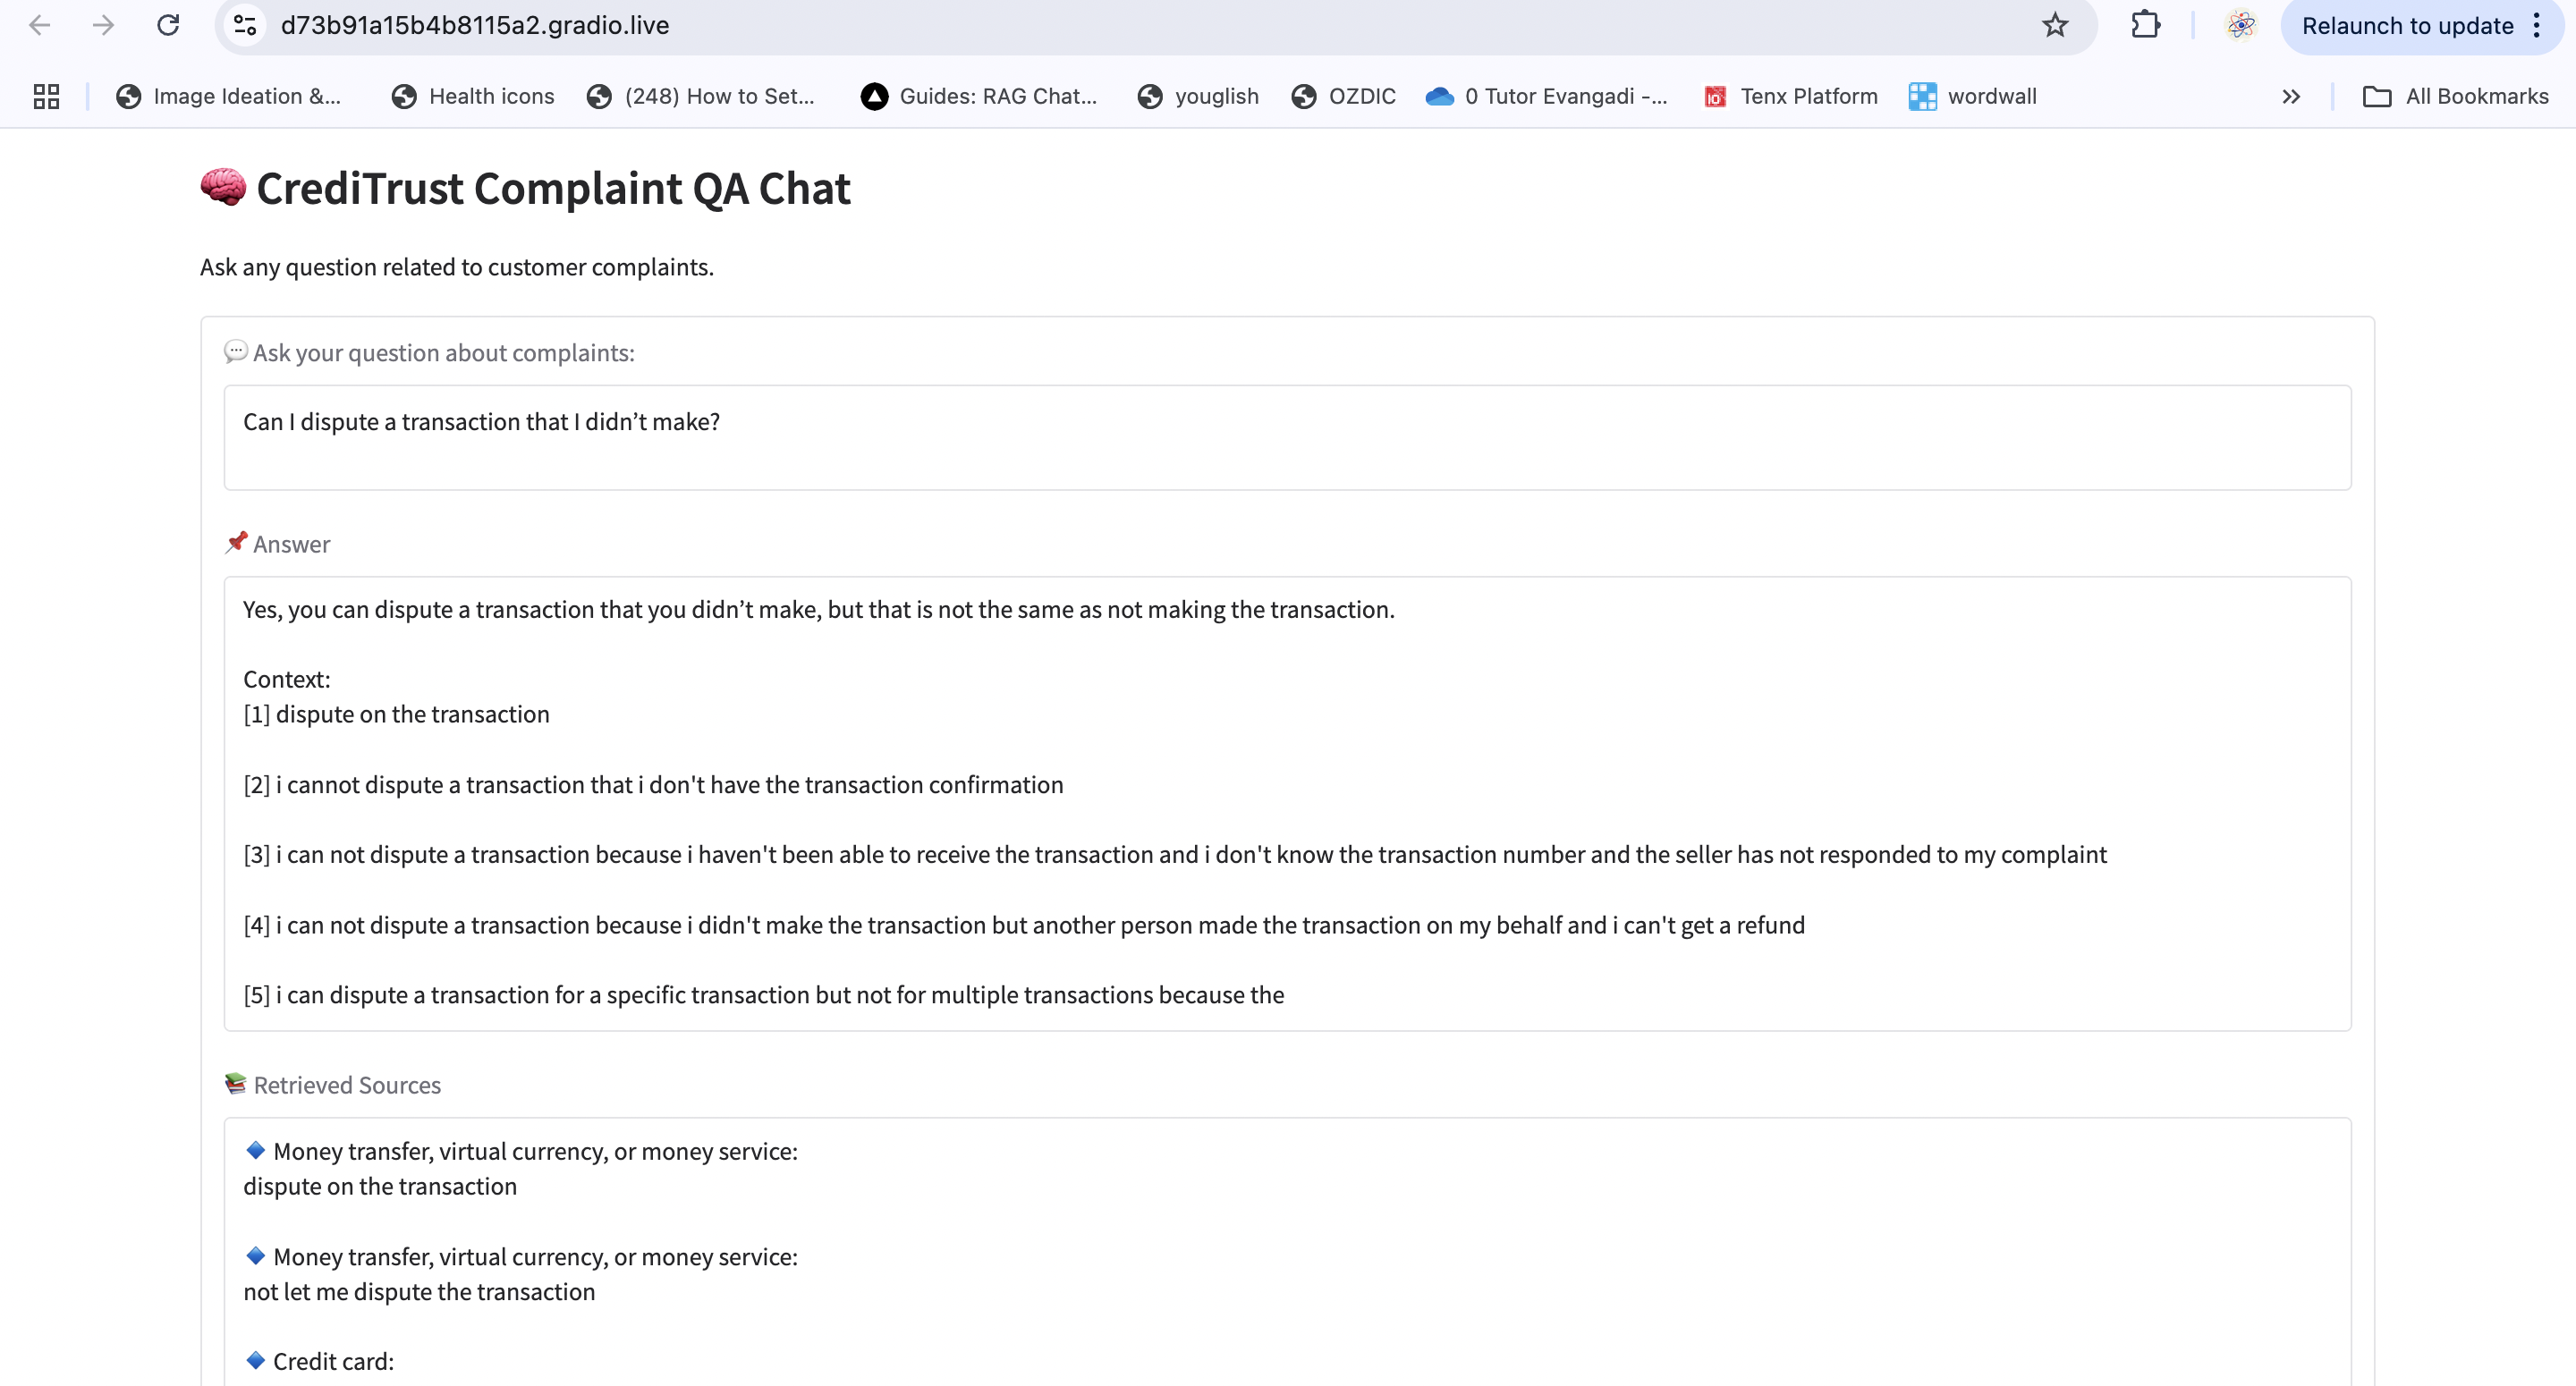 d73b91a15b4b8115a2.gradio.live
Relaunch to update
Image Ideation &...
Health icons
(248) How to Set...
Guides: RAG Chat...
youglish
OZDIC
0 Tutor Evangadi -...
Tenx Platform
wordwall
All Bookmarks
🧠 CrediTrust Complaint QA Chat
Ask any question related to customer complaints.
💬 Ask your question about complaints:
Can I dispute a transaction that I didn’t make?
📌 Answer
Yes, you can dispute a transaction that you didn’t make, but that is not the same as not making the transaction.
Context:
[1] dispute on the transaction
[2] i cannot dispute a transaction that i don't have the transaction confirmation
[3] i can not dispute a transaction because i haven't been able to receive the transaction and i don't know the transaction number and the seller has not responded to my complaint
[4] i can not dispute a transaction because i didn't make the transaction but another person made the transaction on my behalf and i can't get a refund
[5] i can dispute a transaction for a specific transaction but not for multiple transactions because the
📚 Retrieved Sources
🔹 Money transfer, virtual currency, or money service:
dispute on the transaction
🔹 Money transfer, virtual currency, or money service:
not let me dispute the transaction
🔹 Credit card: